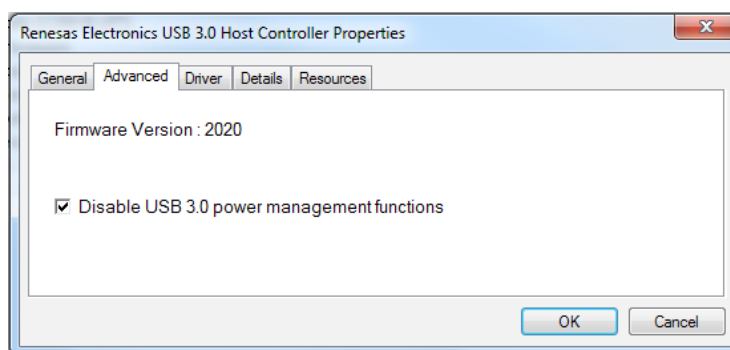 Renesas Electronics USB 3.0 Host Controller Properties
General Advanced Driver Details Resources
Firmware Version : 2020
Disable USB 3.0 power management functions
OK Cancel